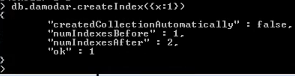 > db.damodar.createIndex({x:1})
{
"createdCollectionAutomatically" : false,
"numIndexesBefore" : 1,
"numIndexesAfter" : 2,
"ok" : 1
}
>
>